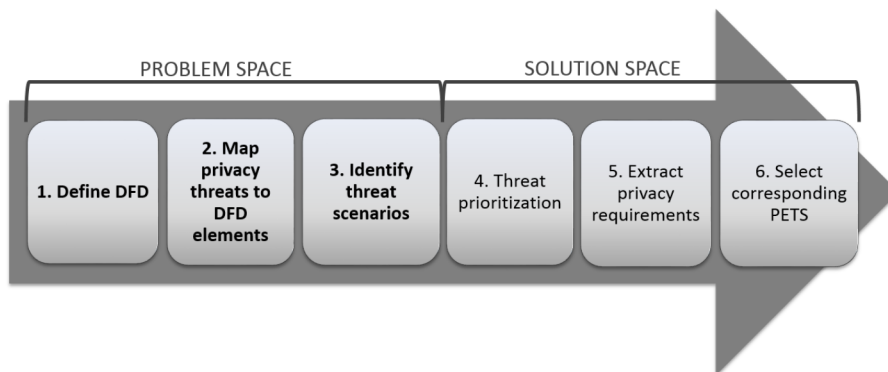 PROBLEM SPACE
SOLUTION SPACE
1. Define DFD
2. Map
privacy
threats to
DFD
elements
3. Identify
threat
scenarios
4. Threat
prioritization
5. Extract
privacy
requirements
6. Select
corresponding
PETS